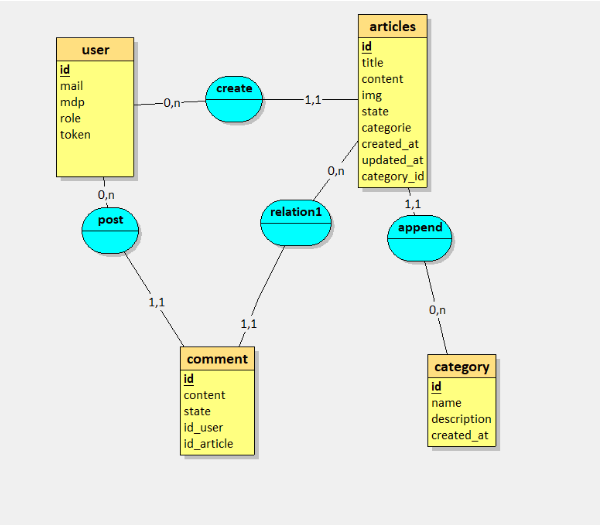 user
id
mail
mdp
role
token
0,n
create
1,1
articles
id
title
content
img
state
categorie
created_at
updated_at
category_id
0,n
post
1,1
0,n
relation1
1,1
1,1
append
0,n
comment
id
content
state
id_user
id_article
category
id
name
description
created_at